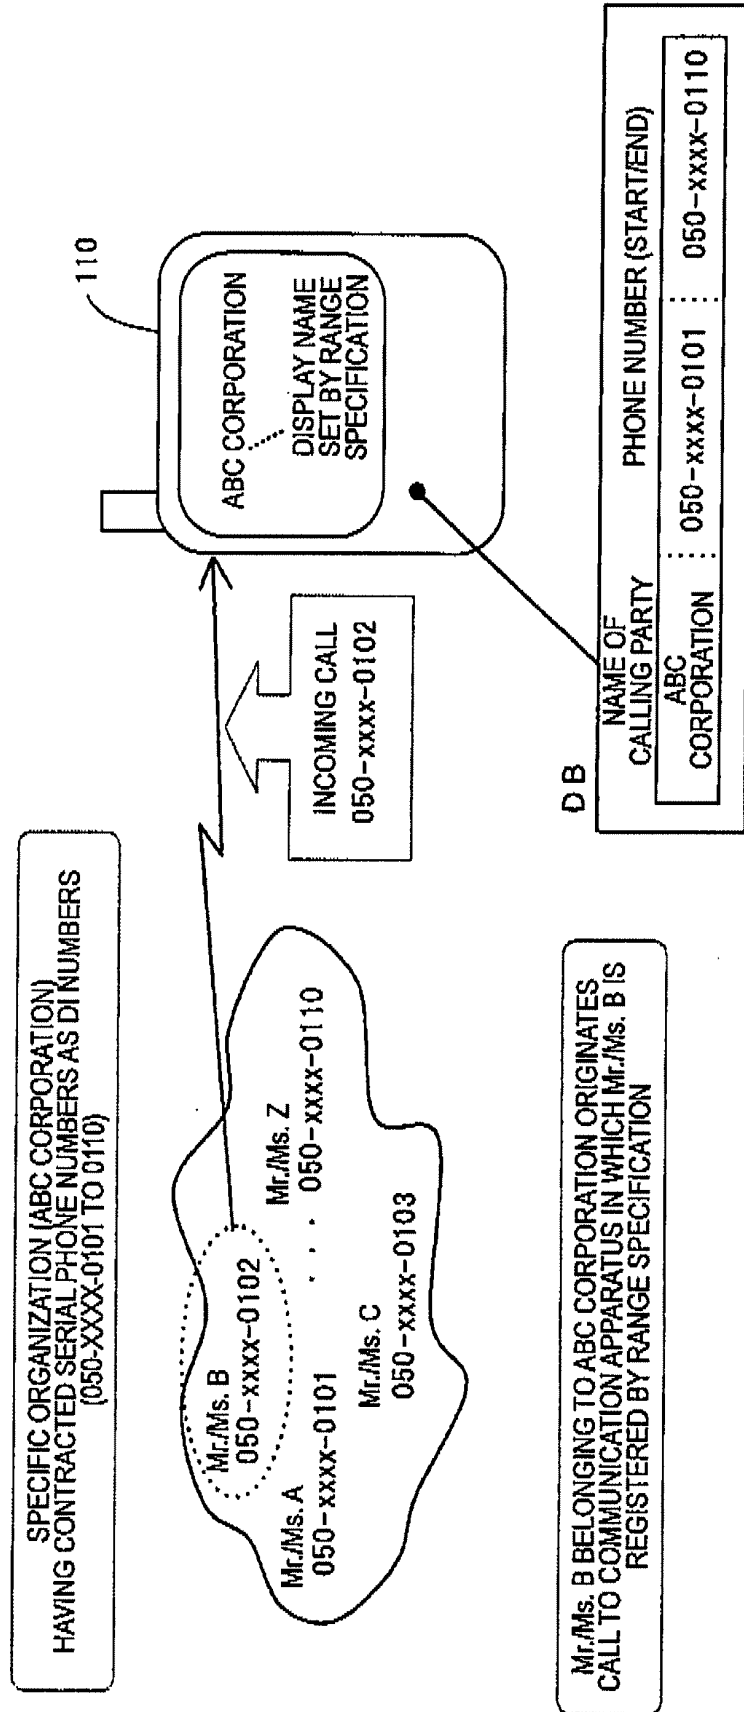 SPECIFIC ORGANIZATION (ABC CORPORATION)
HAVING CONTRACTED SERIAL PHONE NUMBERS AS DI NUMBERS
(050-XXXX-0101 TO 0110)
Mr./Ms. B
050-xxxx-0102
Mr./Ms. A
050-xxxx-0101
Mr./Ms. Z
. . . . 050-xxxx-0110
Mr./Ms. C
050-xxxx-0103
INCOMING CALL
050-xxxx-0102
110
ABC CORPORATION
DISPLAY NAME
SET BY RANGE
SPECIFICATION
Mr./Ms. B BELONGING TO ABC CORPORATION ORIGINATES
CALL TO COMMUNICATION APPARATUS IN WHICH Mr./Ms. B IS
REGISTERED BY RANGE SPECIFICATION
DB
NAME OF
CALLING PARTY
PHONE NUMBER (START/END)
ABC
CORPORATION
050-xxxx-0101
050-xxxx-0110